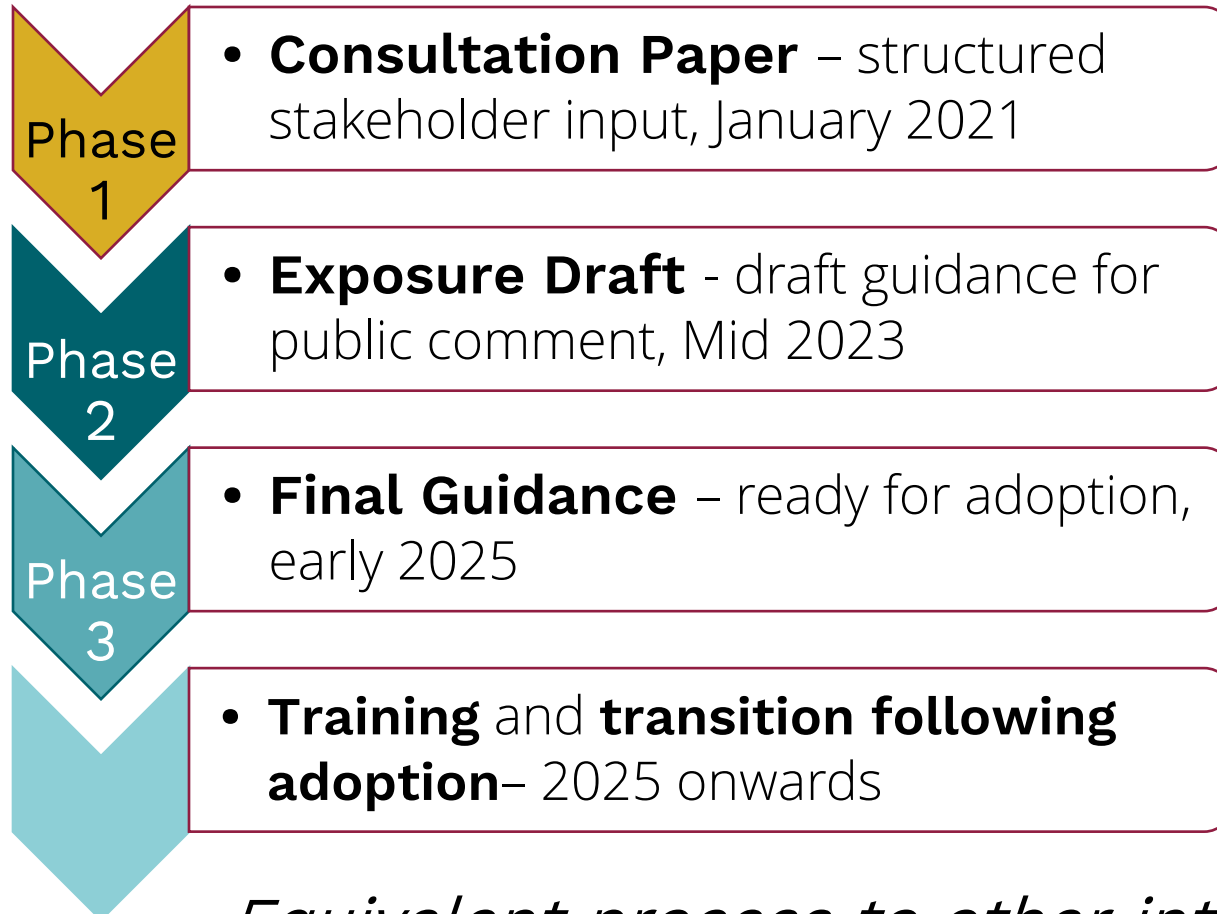 Phase
1
• Consultation Paper – structured
stakeholder input, January 2021
Phase
2
• Exposure Draft - draft guidance for
public comment, Mid 2023
Phase
3
• Final Guidance – ready for adoption,
early 2025
• Training and transition following
adoption– 2025 onwards
Equivalent process to other int